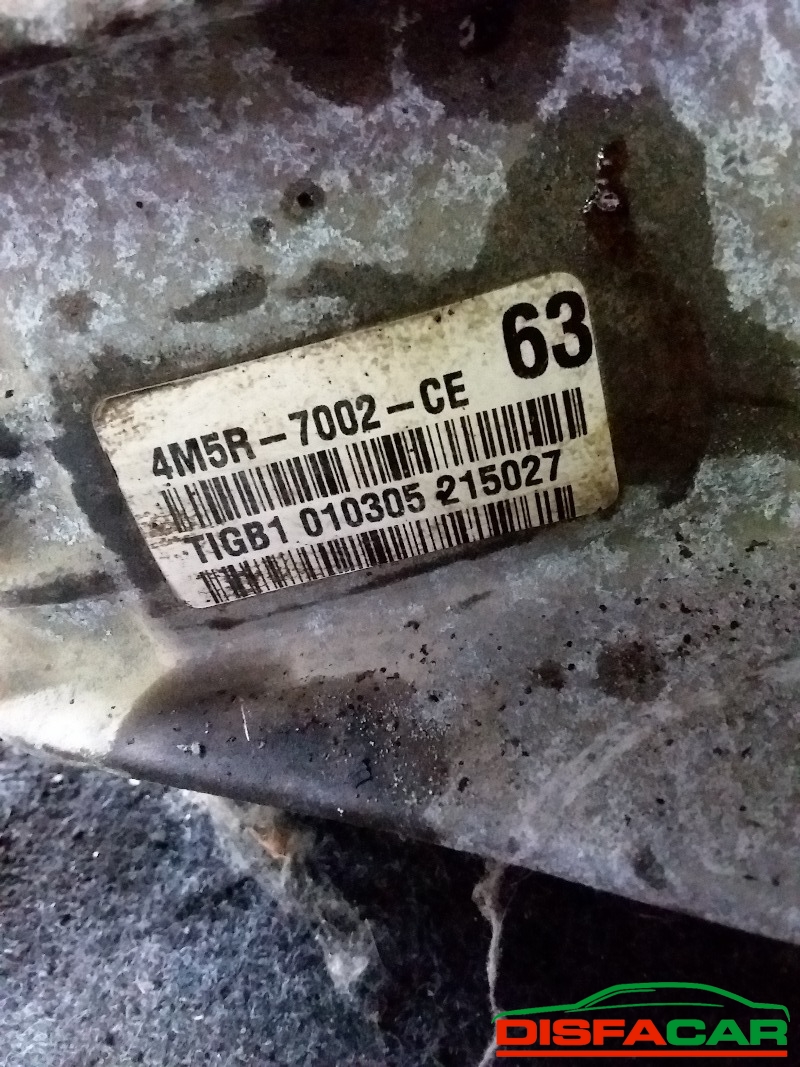 63
4M5R-7002-CE
TIGB1 010305 215027
DISFACAR